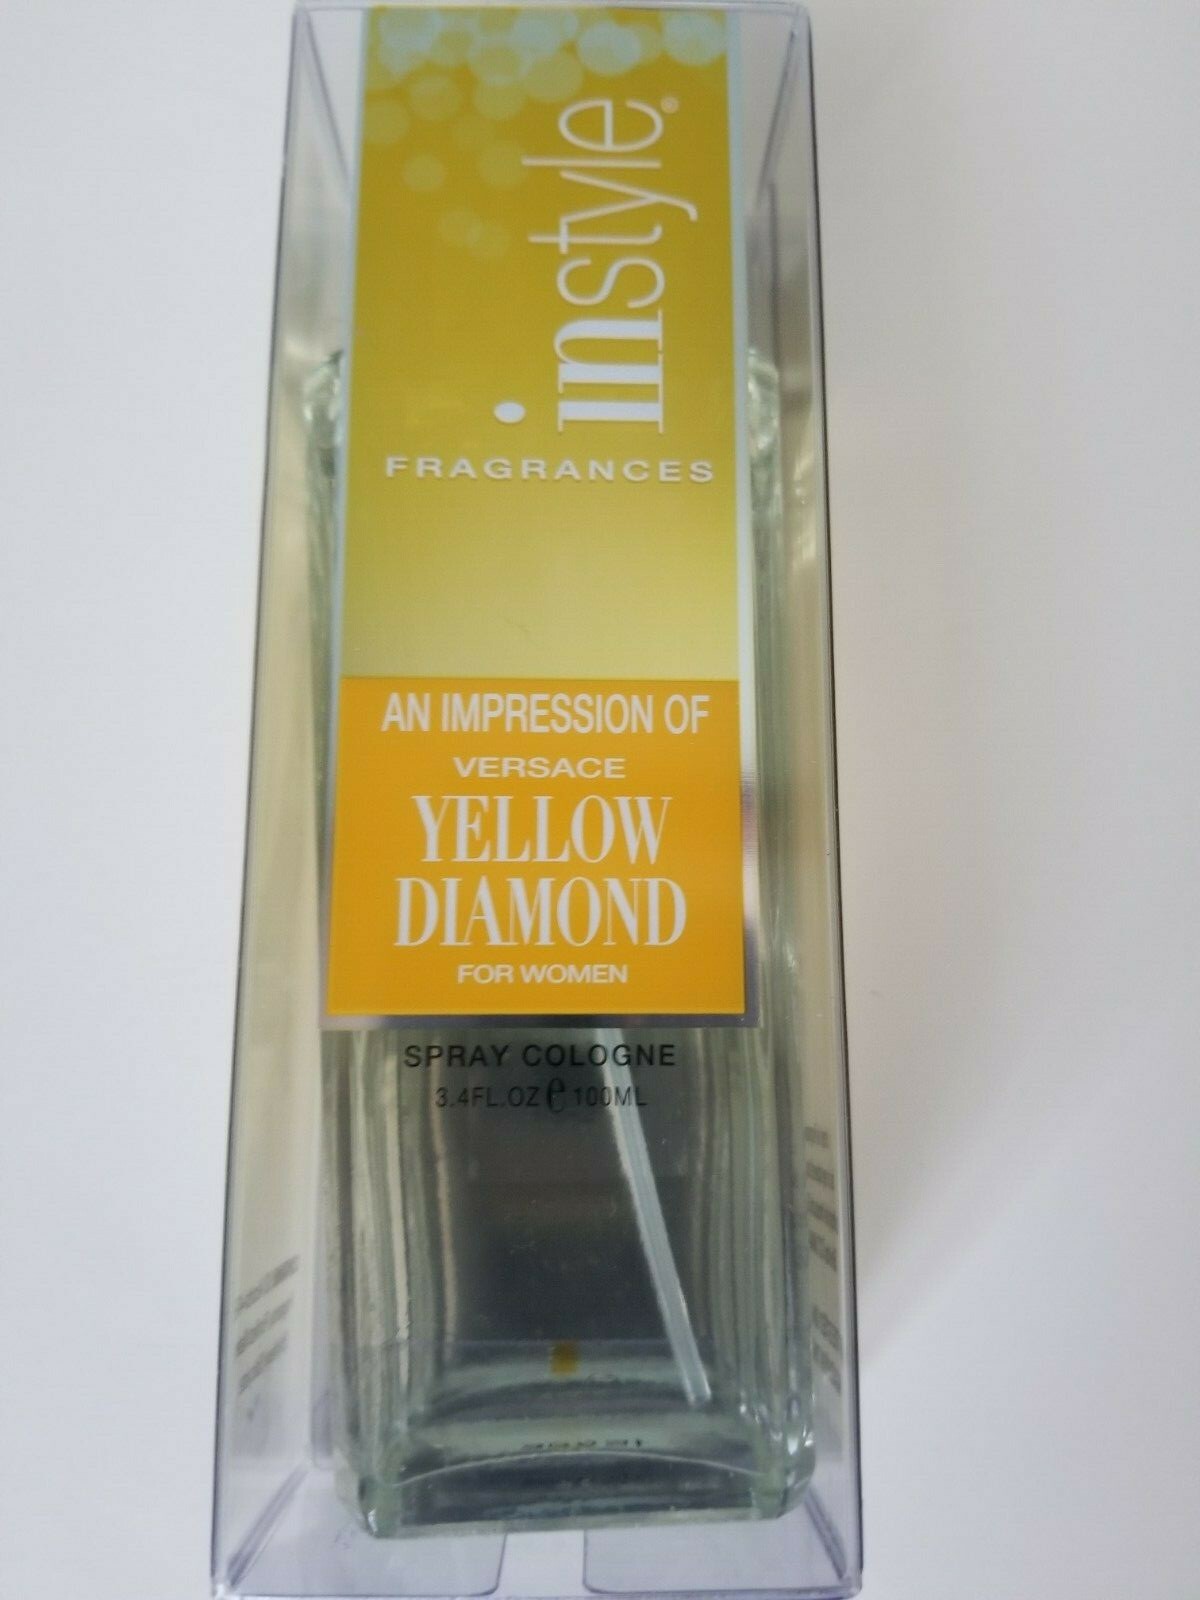 instyle®
FRAGRANCES
AN IMPRESSION OF
VERSACE
YELLOW
DIAMOND
FOR WOMEN
SPRAY COLOGNE
3.4FL.OZ ℮ 100ML